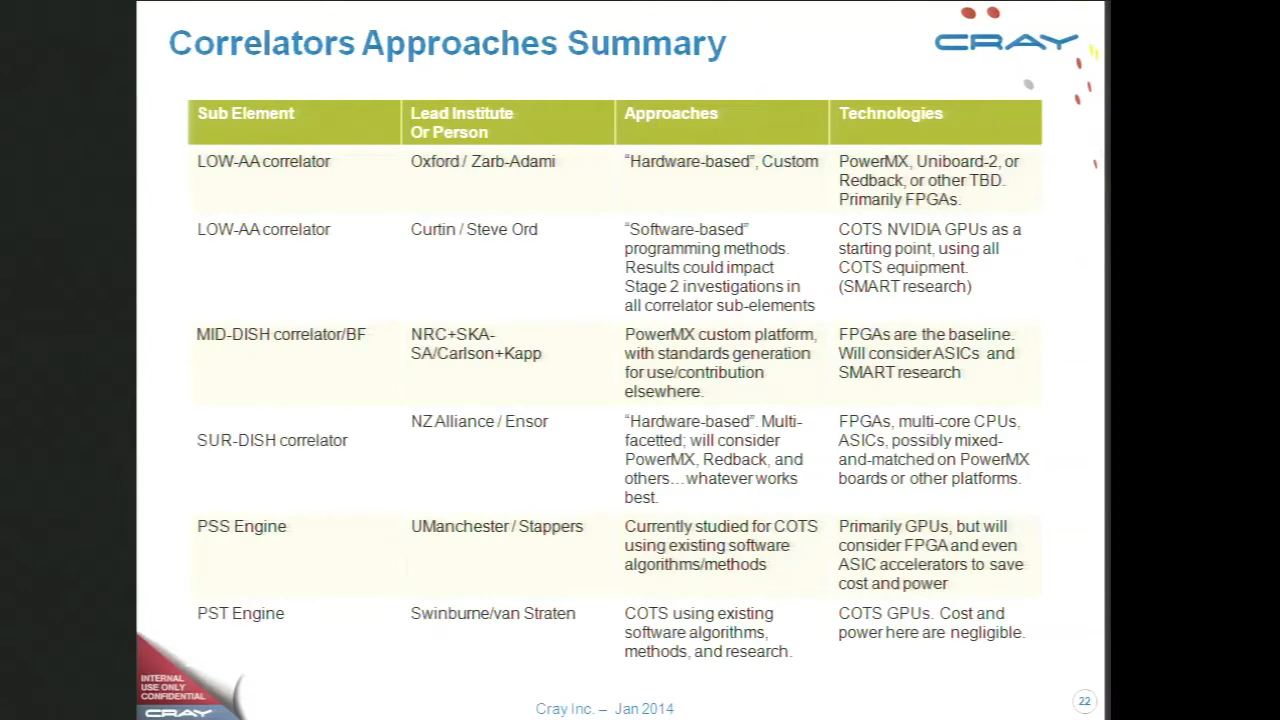 Correlators Approaches Summary
CRAY
Sub Element
Lead Institute
Or Person
Approaches
Technologies
LOW-AA correlator
Oxford / Zarb-Adami
"Hardware-based", Custom
PowerMX, Uniboard-2, or
Redback, or other TBD.
Primarily FPGAs.
LOW-AA correlator
Curtin / Steve Ord
"Software-based"
programming methods.
Results could impact
Stage 2 investigations in
all correlator sub-elements
COTS NVIDIA GPUs as a
starting point, using all
COTS equipment.
(SMART research)
MID-DISH correlator/BF
NRC+SKA-
SA/Carlson+Kapp
PowerMX custom platform,
with standards generation
for use/contribution
elsewhere.
FPGAs are the baseline.
Will consider ASICs and
SMART research
SUR-DISH correlator
NZ Alliance / Ensor
"Hardware-based". Multi-
facetted; will consider
PowerMX, Redback, and
others…whatever works
best.
FPGAs, multi-core CPUs,
ASICs, possibly mixed-
and-matched on PowerMX
boards or other platforms.
PSS Engine
UManchester / Stappers
Currently studied for COTS
using existing software
algorithms/methods
Primarily GPUs, but will
consider FPGA and even
ASIC accelerators to save
cost and power
PST Engine
Swinburne/van Straten
COTS using existing
software algorithms,
methods, and research.
COTS GPUs. Cost and
power here are negligible.
INTERNAL
USE ONLY
CONFIDENTIAL
CRAY
Cray Inc. – Jan 2014
22